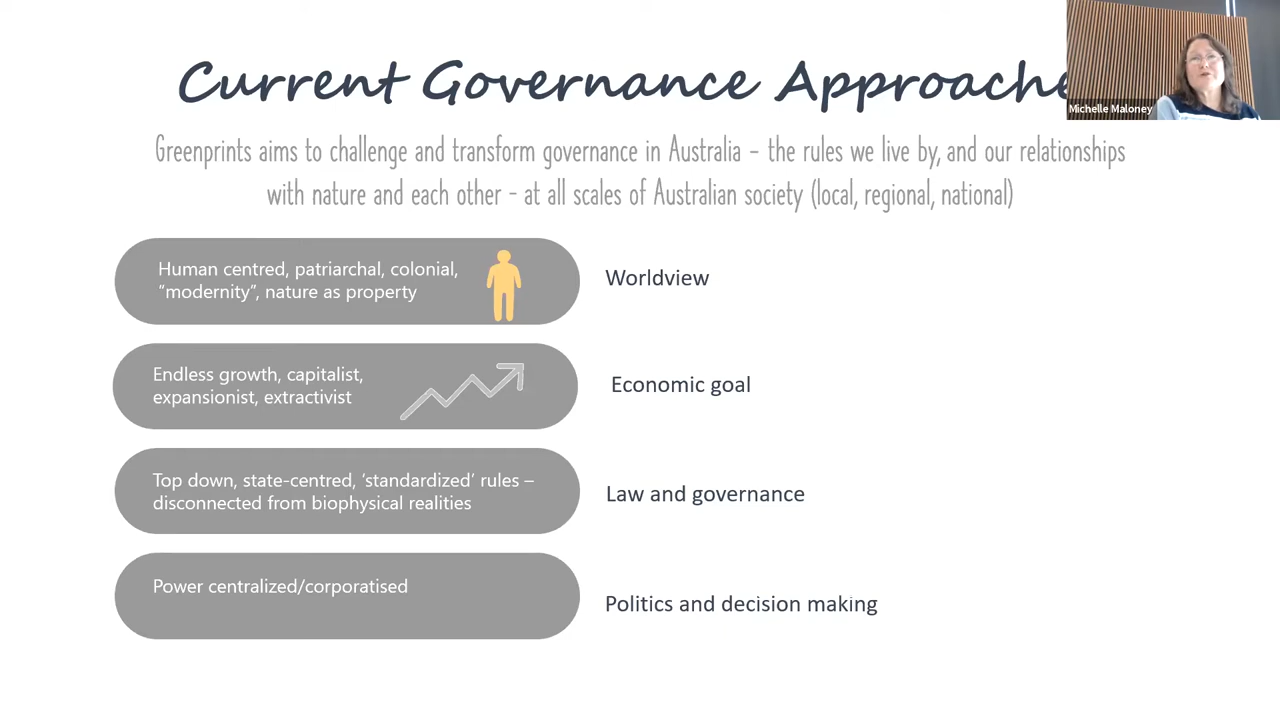 Current Governance Approache
Michelle Maloney
Greenprints aims to challenge and transform governance in Australia - the rules we live by, and our relationships
with nature and each other - at all scales of Australian society (local, regional, national)
Human centred, patriarchal, colonial,
“modernity”, nature as property
Worldview
Endless growth, capitalist,
expansionist, extractivist
Economic goal
Top down, state-centred, ‘standardized’ rules –
disconnected from biophysical realities
Law and governance
Power centralized/corporatised
Politics and decision making